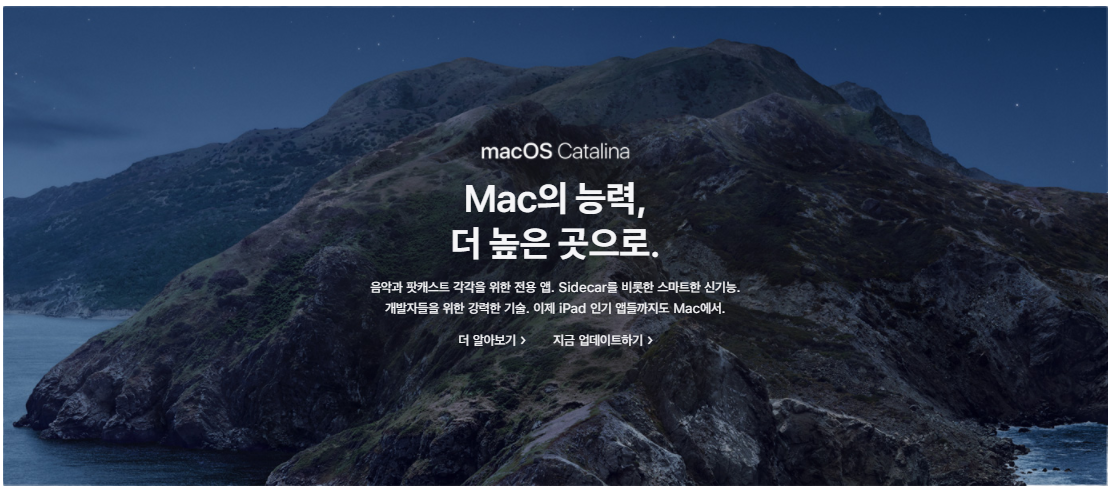 macOS Catalina
Mac의 능력,
더 높은 곳으로.
음악과 팟캐스트 각각을 위한 전용 앱. Sidecar를 비롯한 스마트한 신기능.
개발자들을 위한 강력한 기술. 이제 iPad 인기 앱들까지도 Mac에서.
더 알아보기 > 지금 업데이트하기 >